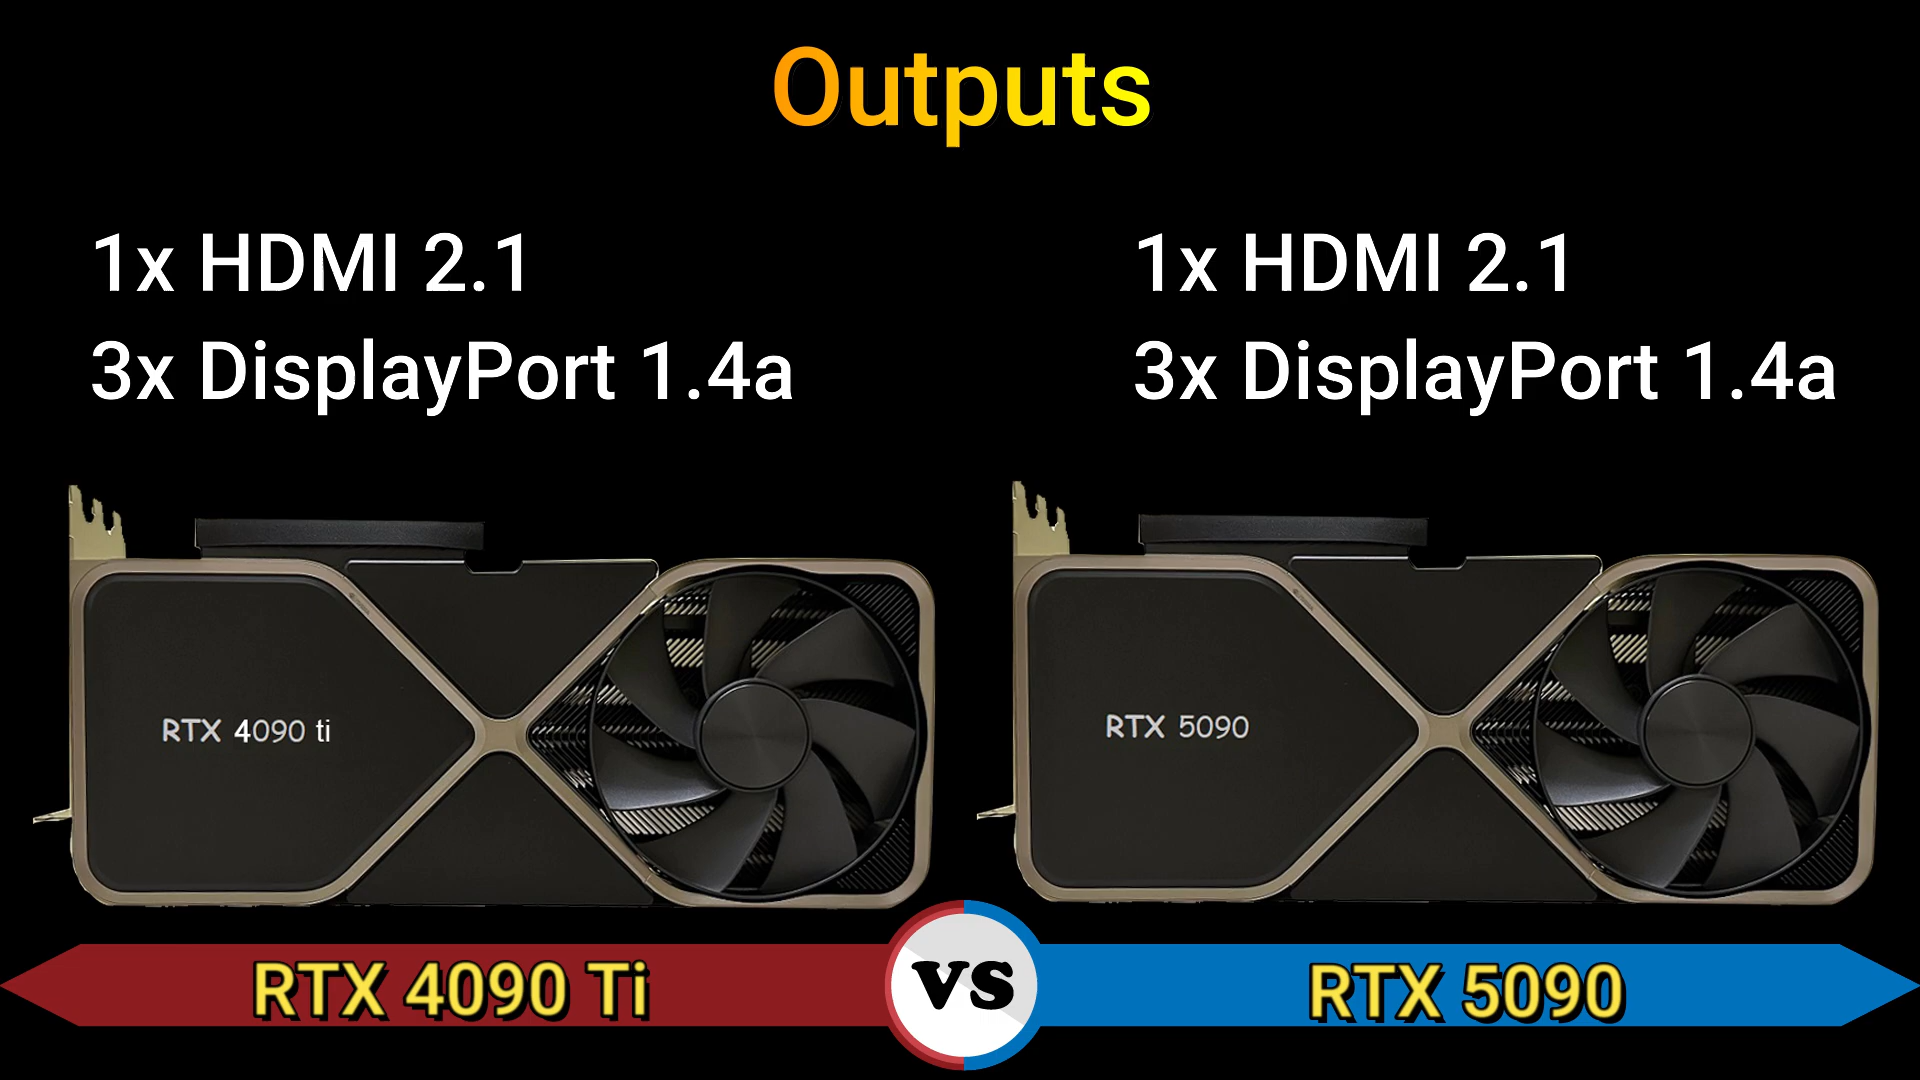 Outputs
1x HDMI 2.1
3x DisplayPort 1.4a
1x HDMI 2.1
3x DisplayPort 1.4a
RTX 4090 ti
RTX 5090
RTX 4090 Ti
VS
RTX 5090